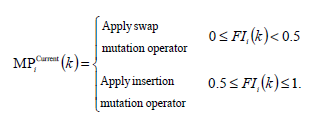 Apply swap
mutation operator
0 ≤ FI_i(k) < 0.5
MP_i^Current(k) = {
Apply insertion
mutation operator
0.5 ≤ FI_i(k) ≤ 1.